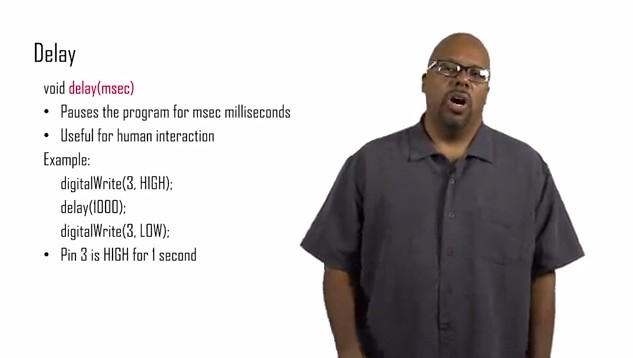 Delay
void delay(msec)
• Pauses the program for msec milliseconds
• Useful for human interaction
Example:
digitalWrite(3, HIGH);
delay(1000);
digitalWrite(3, LOW);
• Pin 3 is HIGH for 1 second